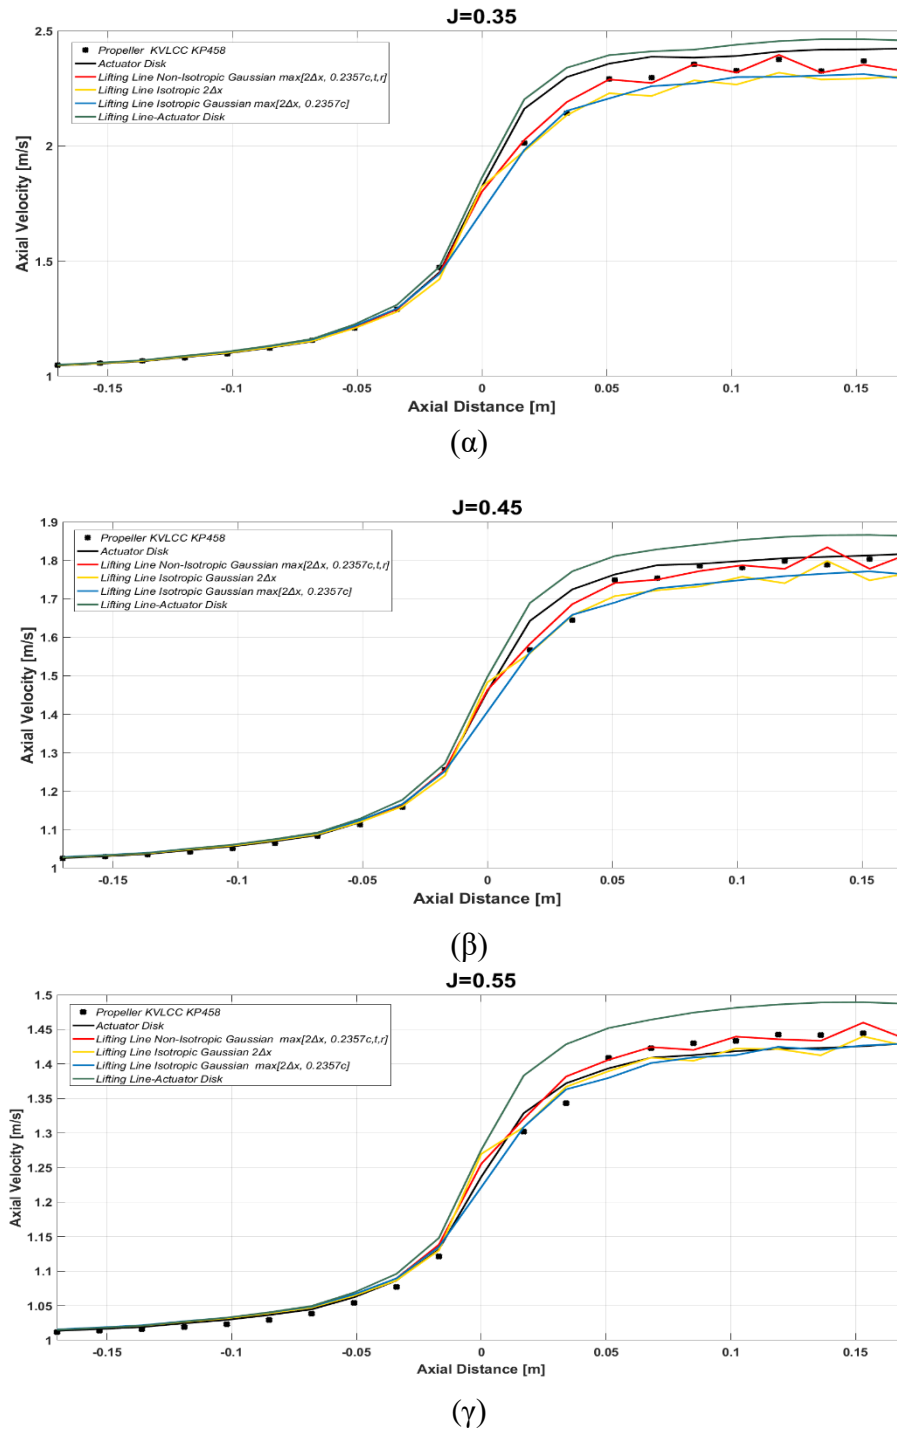 J=0.35
2.5
2
1.5
1
Axial Velocity [m/s]
Propeller KVLCC KP458
Actuator Disk
Lifting Line Non-Isotropic Gaussian max[2Δx, 0.2357c,t,r]
Lifting Line Isotropic 2Δx
Lifting Line Isotropic Gaussian max[2Δx, 0.2357c]
Lifting Line-Actuator Disk
-0.15 -0.1 -0.05 0 0.05 0.1 0.15
Axial Distance [m]
(α)
J=0.45
1.9
1.8
1.7
1.6
1.5
1.4
1.3
1.2
1.1
1
Axial Velocity [m/s]
Propeller KVLCC KP458
Actuator Disk
Lifting Line Non-Isotropic Gaussian max[2Δx, 0.2357c,t,r]
Lifting Line Isotropic Gaussian 2Δx
Lifting Line Isotropic Gaussian max[2Δx, 0.2357c]
Lifting Line-Actuator Disk
-0.15 -0.1 -0.05 0 0.05 0.1 0.15
Axial Distance [m]
(β)
J=0.55
1.5
1.45
1.4
1.35
1.3
1.25
1.2
1.15
1.1
1.05
1
Axial Velocity [m/s]
Propeller KVLCC KP458
Actuator Disk
Lifting Line Non-Isotropic Gaussian max[2Δx, 0.2357c,t,r]
Lifting Line Isotropic Gaussian 2Δx
Lifting Line Isotropic Gaussian max[2Δx, 0.2357c]
Lifting Line-Actuator Disk
-0.15 -0.1 -0.05 0 0.05 0.1 0.15
Axial Distance [m]
(γ)